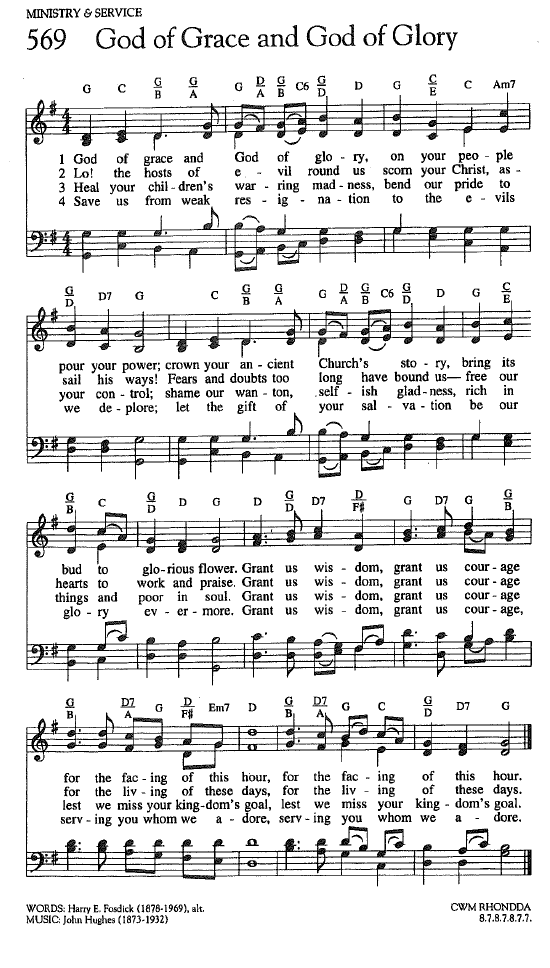 MINISTRY & SERVICE
569 God of Grace and God of Glory
G C G/B G/A G D/A G/B C6 G/D D G C/E C Am7
1 God of grace and God of glo - ry, on your peo - ple
2 Lo! the hosts of e - vil round us scorn your Christ, as -
3 Heal your chil - dren's war - ring mad - ness, bend our pride to
4 Save us from weak res - ig - na - tion to the e - vils
G/D D7 G C G/B G/A G D/A G/B C6 G/D D G C/E
pour your power; crown your an - cient Church's sto - ry, bring its
sail his ways! Fears and doubts too long have bound us— free our
your con - trol; shame our wan - ton, self - ish glad - ness, rich in
we de - plore; let the gift of your sal - va - tion be our
G/B C G/D D G D G/D D7 D/F# G D7 G G/B
bud to glo - rious flower. Grant us wis - dom, grant us cour - age
hearts to work and praise. Grant us wis - dom, grant us cour - age
things and poor in soul. Grant us wis - dom, grant us cour - age
glo - ry ev - er - more. Grant us wis - dom, grant us cour - age,
G/B D7/A G D/F# Em7 D G/B D7/A G C G/D D7 G
for the fac - ing of this hour, for the fac - ing of this hour.
for the liv - ing of these days, for the liv - ing of these days.
lest we miss your king - dom's goal, lest we miss your king - dom's goal.
serv - ing you whom we a - dore, serv - ing you whom we a - dore.
WORDS: Harry E. Fosdick (1878-1969), alt.
MUSIC: John Hughes (1873-1932)
CWM RHONDDA
8.7.8.7.8.7.7.